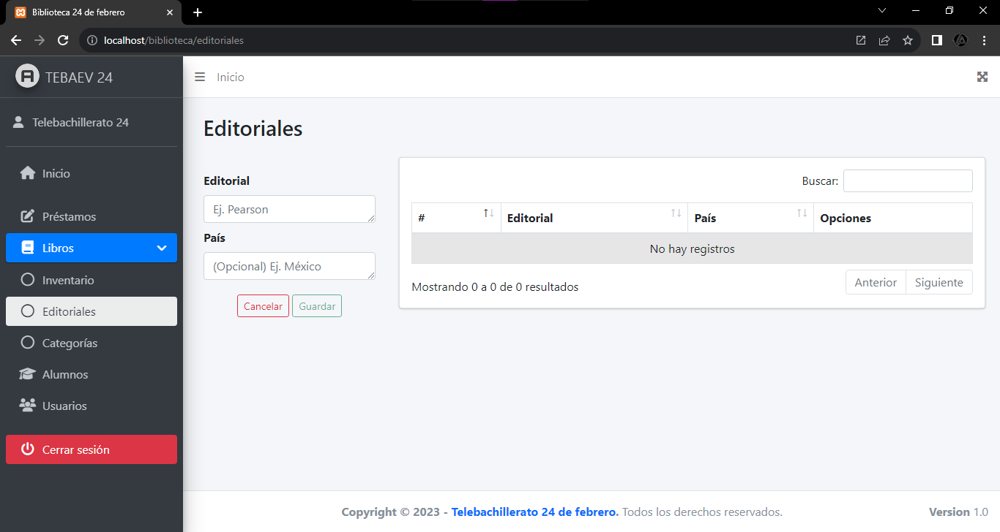 Biblioteca 24 de febrero
localhost/biblioteca/editoriales
TEBAEV 24
Inicio
Telebachillerato 24
Inicio
Préstamos
Libros
Inventario
Editoriales
Categorías
Alumnos
Usuarios
Cerrar sesión
Editoriales
Editorial
Ej. Pearson
País
(Opcional) Ej. México
Cancelar Guardar
Buscar:
# Editorial País Opciones
No hay registros
Mostrando 0 a 0 de 0 resultados
Anterior Siguiente
Copyright © 2023 - Telebachillerato 24 de febrero. Todos los derechos reservados.
Version 1.0